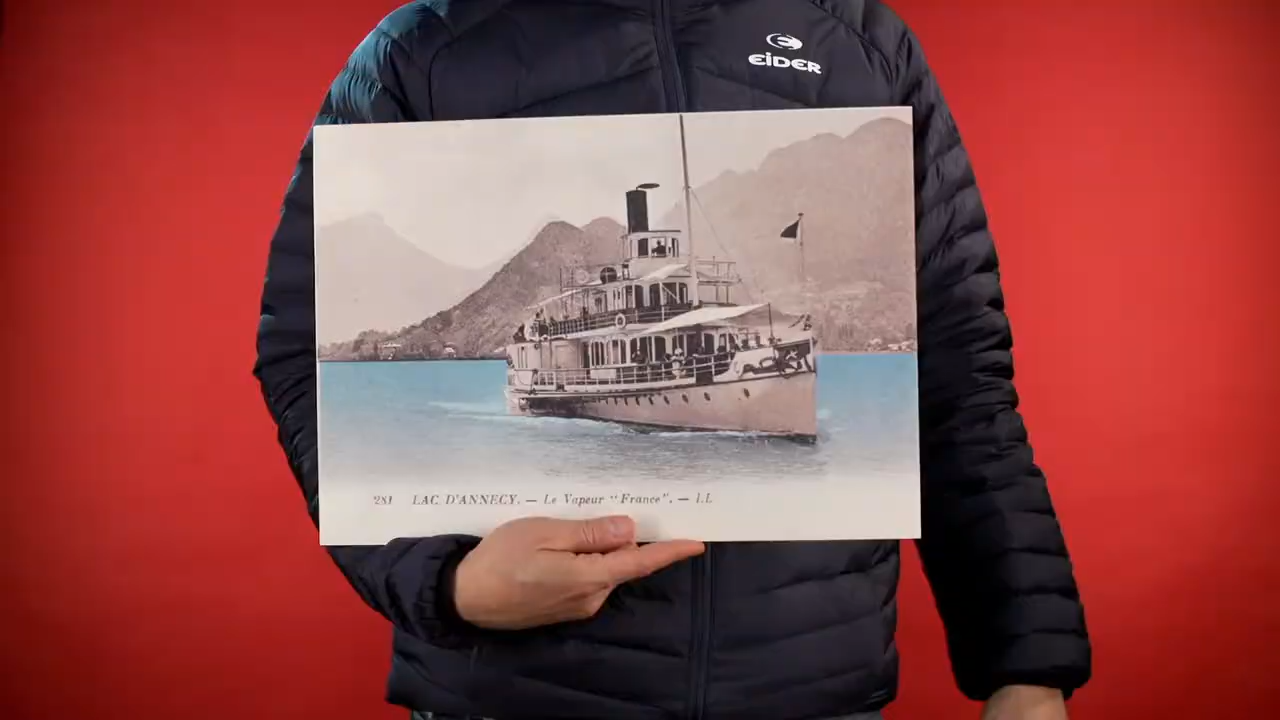 eiDER
281 LAC D'ANNECY. — Le Vapeur "France". — LL